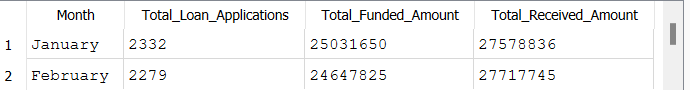 Month Total_Loan_Applications Total_Funded_Amount Total_Received_Amount
1 January 2332 25031650 27578836
2 February 2279 24647825 27717745